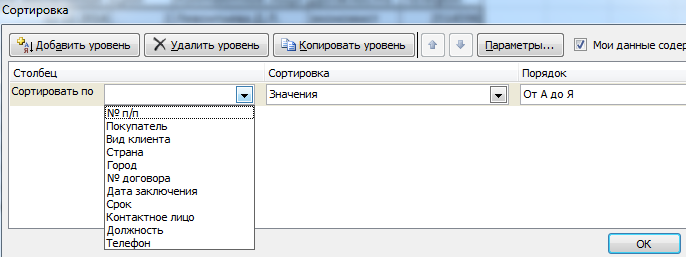 Сортировка
Добавить уровень Удалить уровень Копировать уровень Параметры... Мои данные содер
Столбец Сортировка Порядок
Сортировать по Значения От А до Я
№ п/п
Покупатель
Вид клиента
Страна
Город
№ договора
Дата заключения
Срок
Контактное лицо
Должность
Телефон
ОК